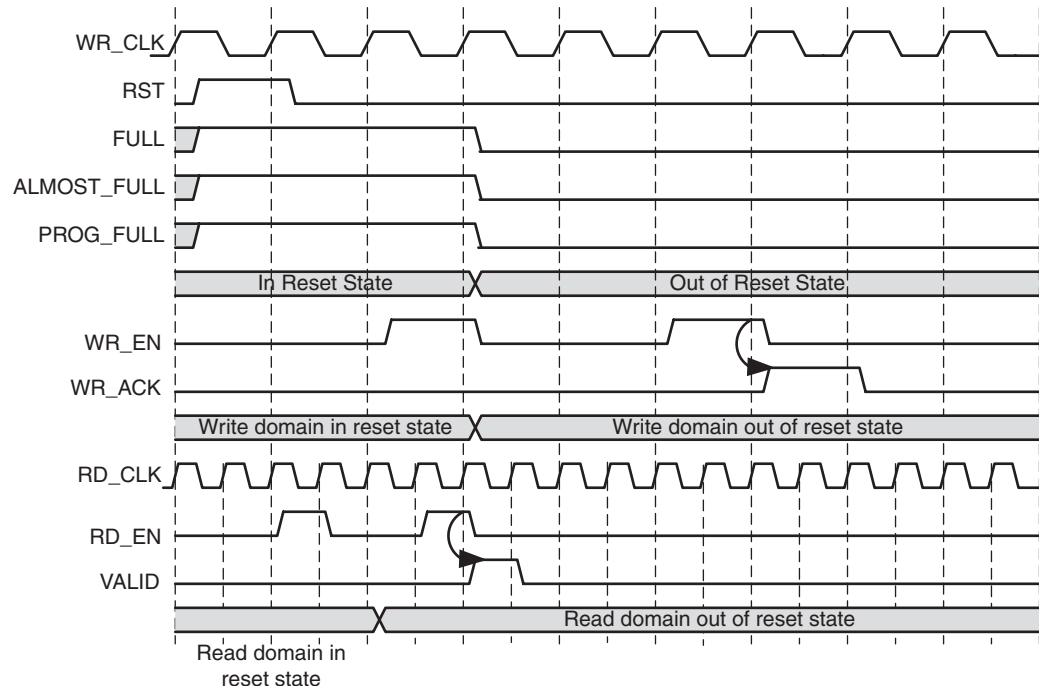 WR_CLK
RST
FULL
ALMOST_FULL
PROG_FULL
In Reset State Out of Reset State
WR_EN
WR_ACK
Write domain in reset state Write domain out of reset state
RD_CLK
RD_EN
VALID
Read domain out of reset state
Read domain in
reset state